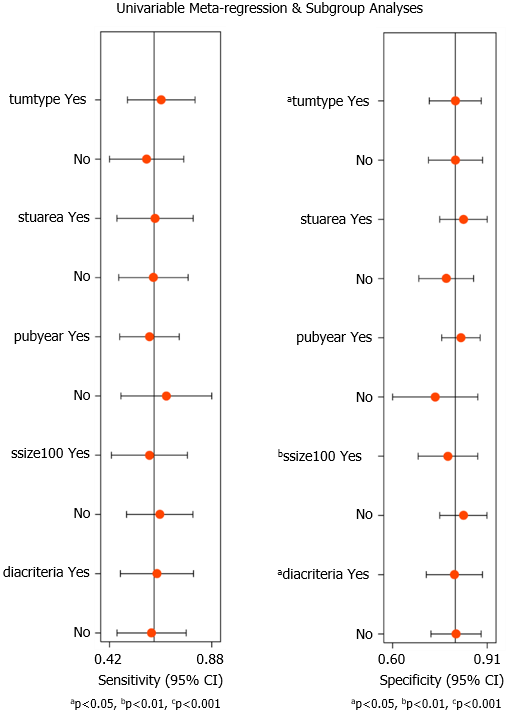 Univariable Meta-regression & Subgroup Analyses
tumtype Yes
No
stuarea Yes
No
pubyear Yes
No
ssize100 Yes
No
diacriteria Yes
No
0.42 0.88
Sensitivity (95% CI)
ᵃp<0.05, ᵇp<0.01, ᶜp<0.001
ᵃtumtype Yes
No
stuarea Yes
No
pubyear Yes
No
ᵇssize100 Yes
No
ᵃdiacriteria Yes
No
0.60 0.91
Specificity (95% CI)
ᵃp<0.05, ᵇp<0.01, ᶜp<0.001